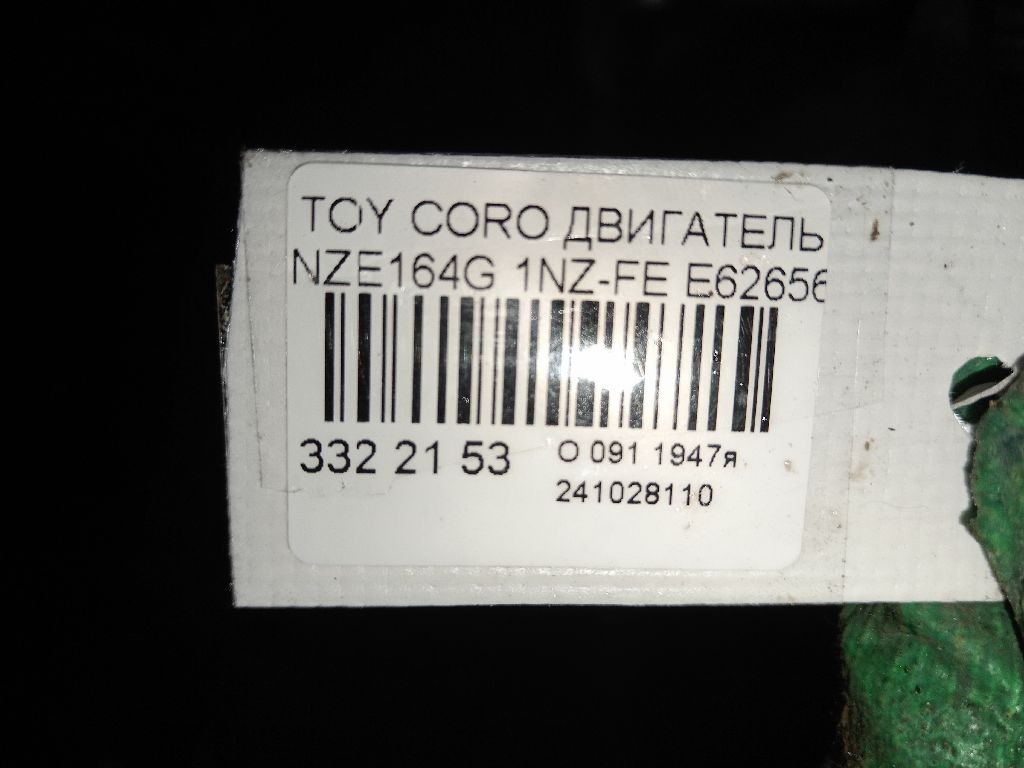 TOY CORO ДВИГАТЕЛЬ
NZE164G 1NZ-FE E62656
332 21 53
О 091 1947я
241028110